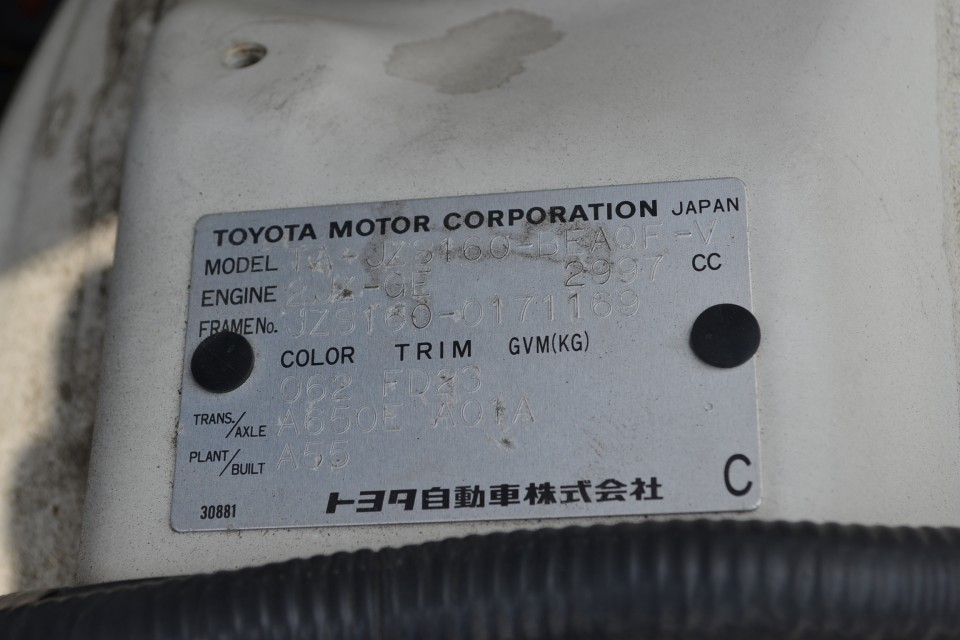 TOYOTA MOTOR CORPORATION JAPAN
MODEL TA-JZS160-BEAQF-V
ENGINE 2JZ-GE 2997 CC
FRAME No. JZS160-0171169
COLOR TRIM GVM(KG)
062 FD23
TRANS./AXLE A650E A01A
PLANT/BUILT A55
30881 トヨタ自動車株式会社 C